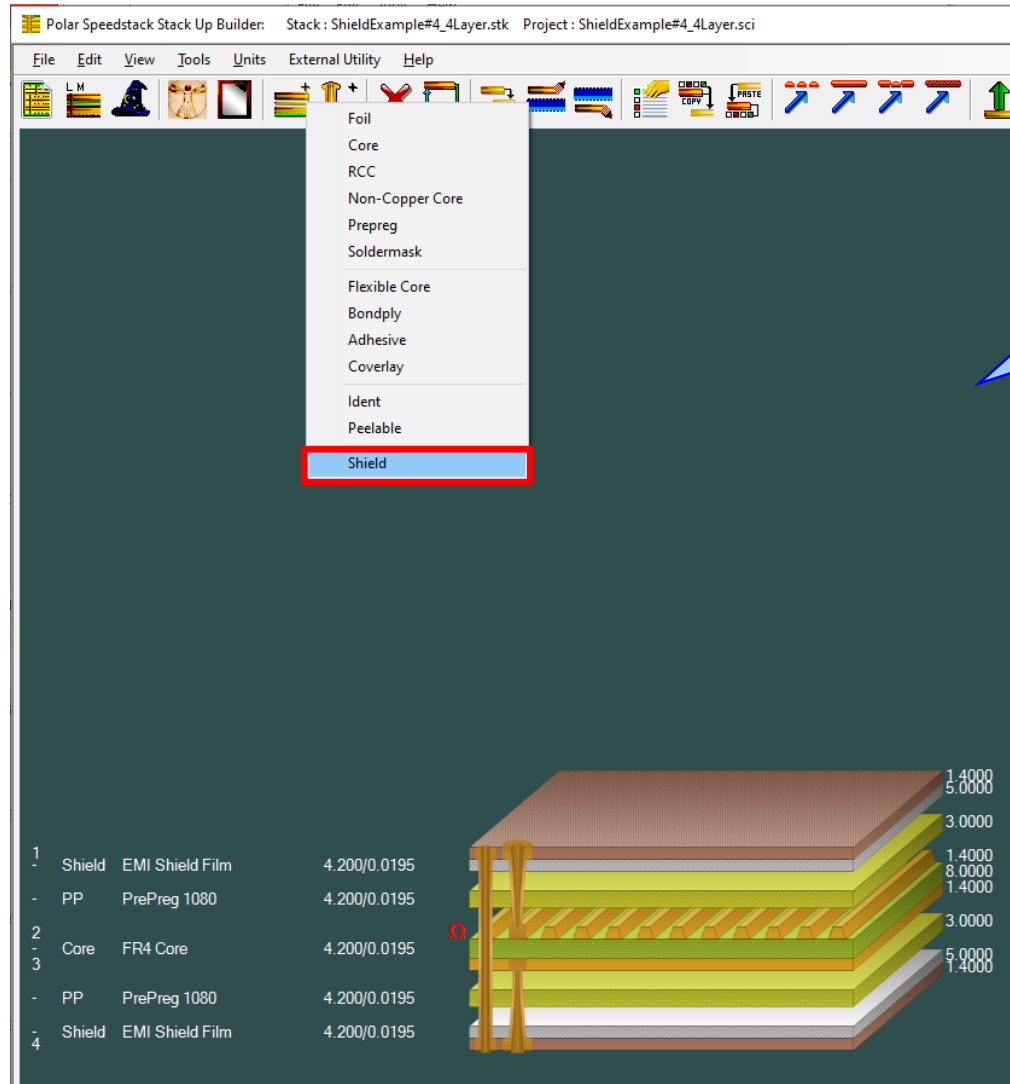 Polar Speedstack Stack Up Builder: Stack : ShieldExample#4_4Layer.stk Project : ShieldExample#4_4Layer.sci
File Edit View Tools Units External Utility Help
L M
COPY
PASTE
Foil
Core
RCC
Non-Copper Core
Prepreg
Soldermask
Flexible Core
Bondply
Adhesive
Coverlay
Ident
Peelable
Shield
1.4000
5.0000
3.0000
1
- Shield EMI Shield Film 4.200/0.0195
1.4000
8.0000
1.4000
- PP PrePreg 1080 4.200/0.0195
2
Ω
3.0000
- Core FR4 Core 4.200/0.0195
3
5.0000
1.4000
- PP PrePreg 1080 4.200/0.0195
- Shield EMI Shield Film 4.200/0.0195
4